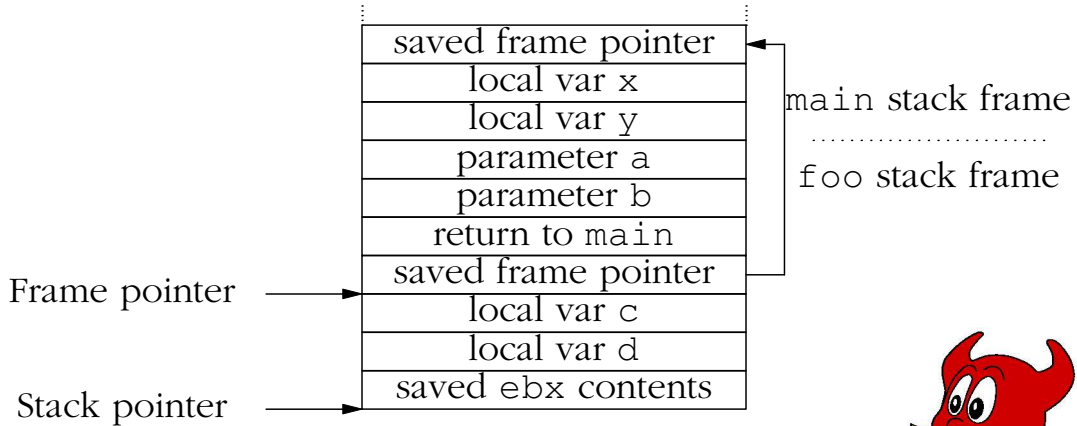 saved frame pointer
local var x
local var y
parameter a
parameter b
return to main
saved frame pointer
local var c
local var d
saved ebx contents
main stack frame
foo stack frame
Frame pointer
Stack pointer